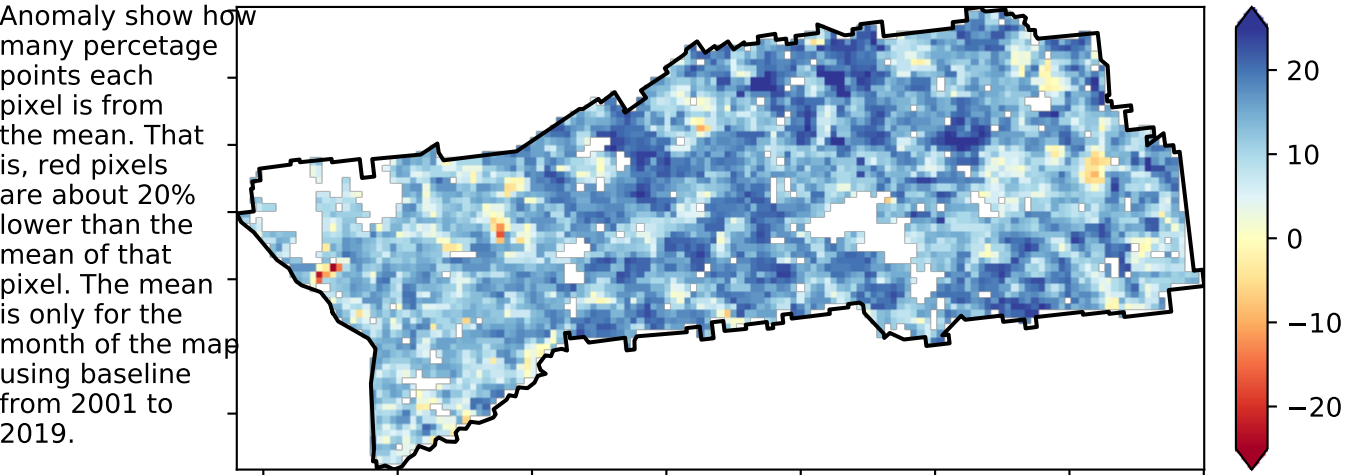 Anomaly show how
many percetage
points each
pixel is from
the mean. That
is, red pixels
are about 20%
lower than the
mean of that
pixel. The mean
is only for the
month of the map
using baseline
from 2001 to
2019.
20
10
0
−10
−20